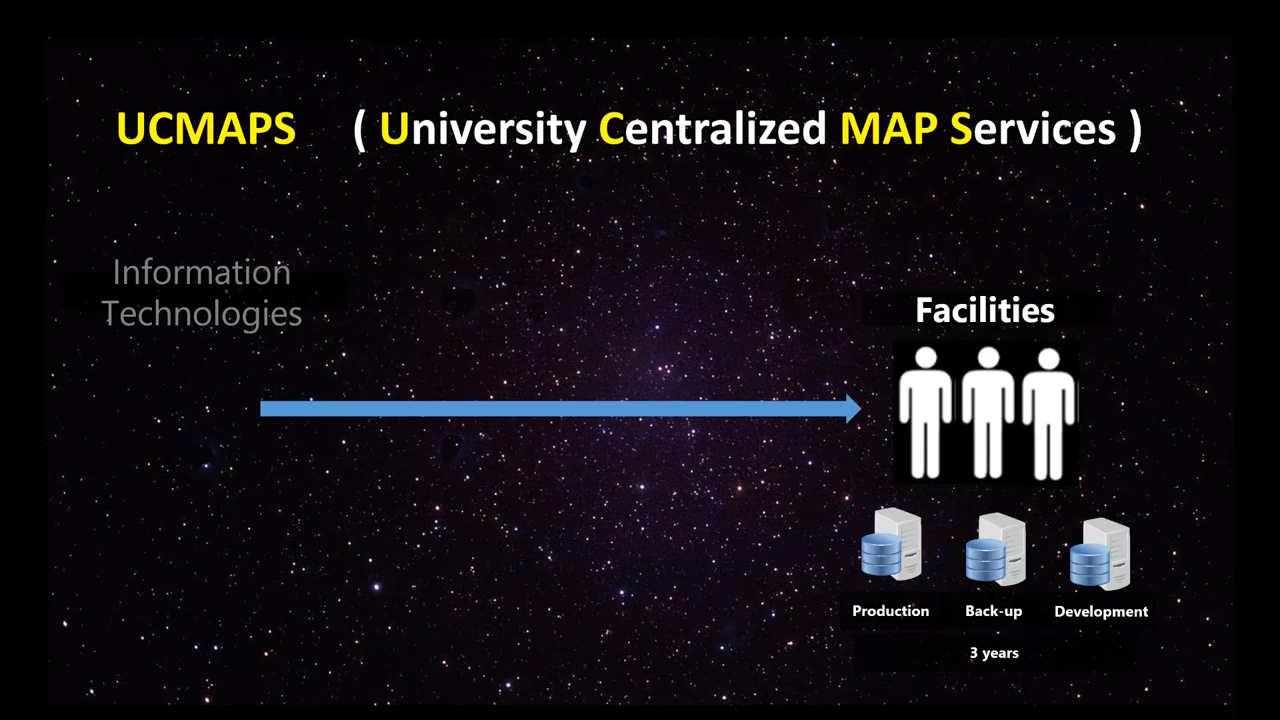 UCMAPS ( University Centralized MAP Services )
Information
Technologies
Facilities
Production Back-up Development
3 years